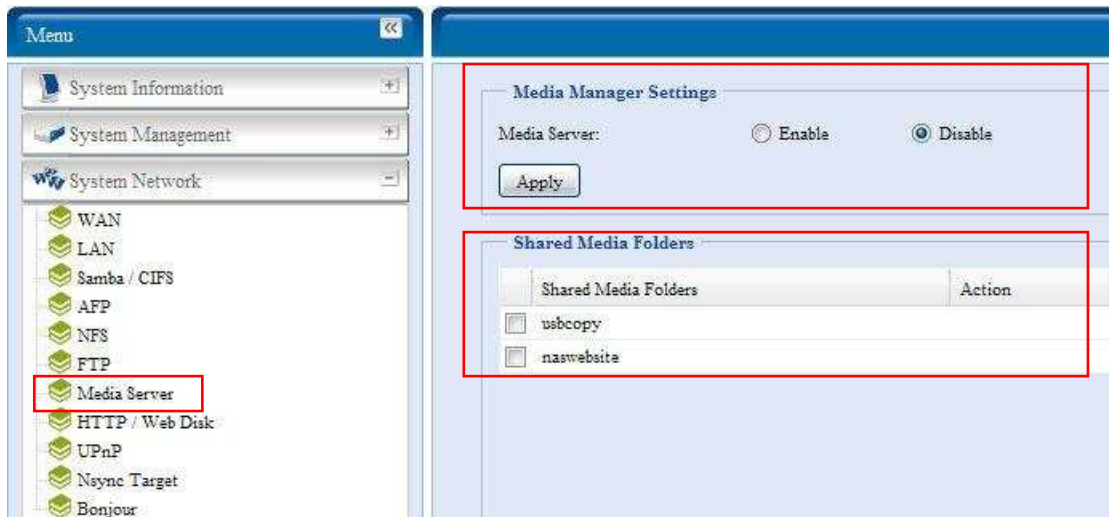 Menu
System Information
System Management
System Network
WAN
LAN
Samba / CIFS
AFP
NFS
FTP
Media Server
HTTP / Web Disk
UPnP
Nsync Target
Bonjour
Media Manager Settings
Media Server: Enable Disable
Apply
Shared Media Folders
Shared Media Folders Action
usbcopy
naswebsite